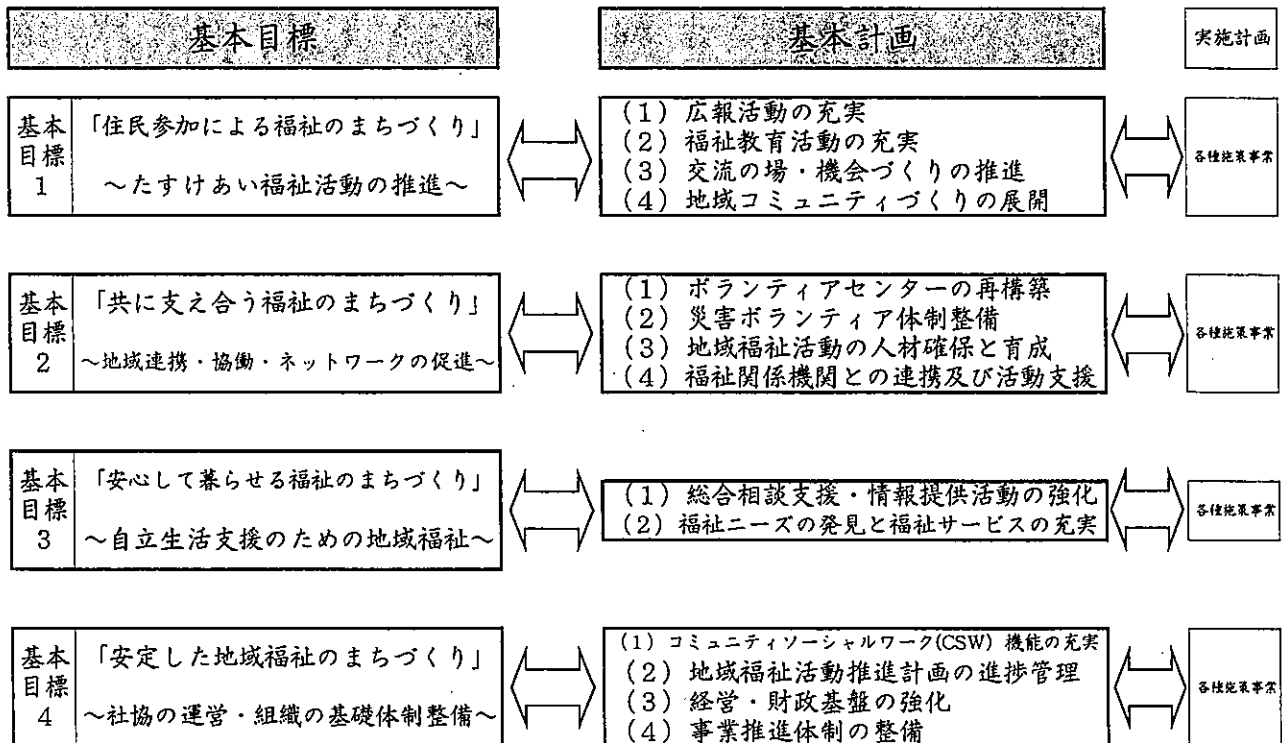 基本目標
基本計画
実施計画
基本目標1
「住民参加による福祉のまちづくり」
～たすけあい福祉活動の推進～
(1) 広報活動の充実
(2) 福祉教育活動の充実
(3) 交流の場・機会づくりの推進
(4) 地域コミュニティづくりの展開
各種施策事業
基本目標2
「共に支え合う福祉のまちづくり」
～地域連携・協働・ネットワークの促進～
(1) ボランティアセンターの再構築
(2) 災害ボランティア体制整備
(3) 地域福祉活動の人材確保と育成
(4) 福祉関係機関との連携及び活動支援
各種施策事業
基本目標3
「安心して暮らせる福祉のまちづくり」
～自立生活支援のための地域福祉～
(1) 総合相談支援・情報提供活動の強化
(2) 福祉ニーズの発見と福祉サービスの充実
各種施策事業
基本目標4
「安定した地域福祉のまちづくり」
～社協の運営・組織の基礎体制整備～
(1) コミュニティソーシャルワーク(CSW) 機能の充実
(2) 地域福祉活動推進計画の進捗管理
(3) 経営・財政基盤の強化
(4) 事業推進体制の整備
各種施策事業